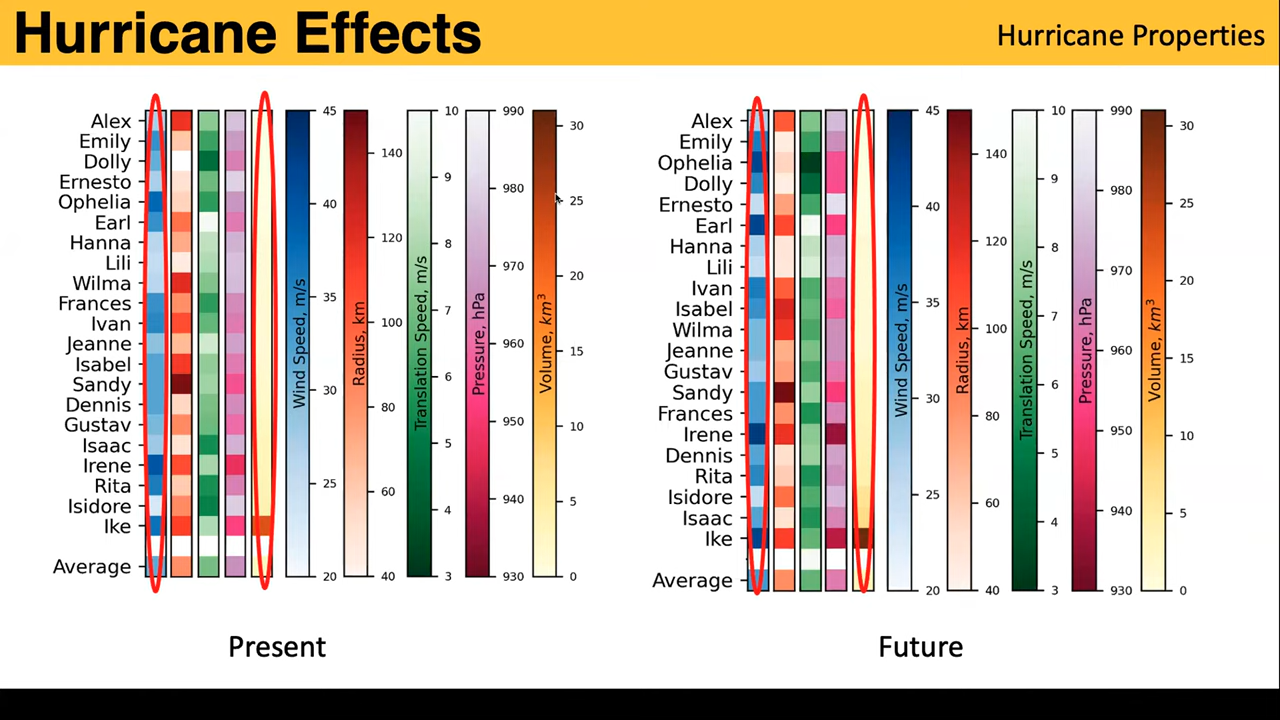 Hurricane Effects
Hurricane Properties
Alex
Emily
Dolly
Ernesto
Ophelia
Earl
Hanna
Lili
Wilma
Frances
Ivan
Jeanne
Isabel
Sandy
Dennis
Gustav
Isaac
Irene
Rita
Isidore
Ike
Average
45
40
35
30
25
20
Wind Speed, m/s
140
120
100
80
60
40
Radius, km
10
9
8
7
6
5
4
3
Translation Speed, m/s
990
980
970
960
950
940
930
Pressure, hPa
30
25
20
15
10
5
0
Volume, km³
Present
Alex
Emily
Ophelia
Dolly
Ernesto
Earl
Hanna
Lili
Ivan
Isabel
Wilma
Jeanne
Gustav
Sandy
Frances
Irene
Dennis
Rita
Isidore
Isaac
Ike
Average
45
40
35
30
25
20
Wind Speed, m/s
140
120
100
80
60
40
Radius, km
10
9
8
7
6
5
4
3
Translation Speed, m/s
990
980
970
960
950
940
930
Pressure, hPa
30
25
20
15
10
5
0
Volume, km³
Future